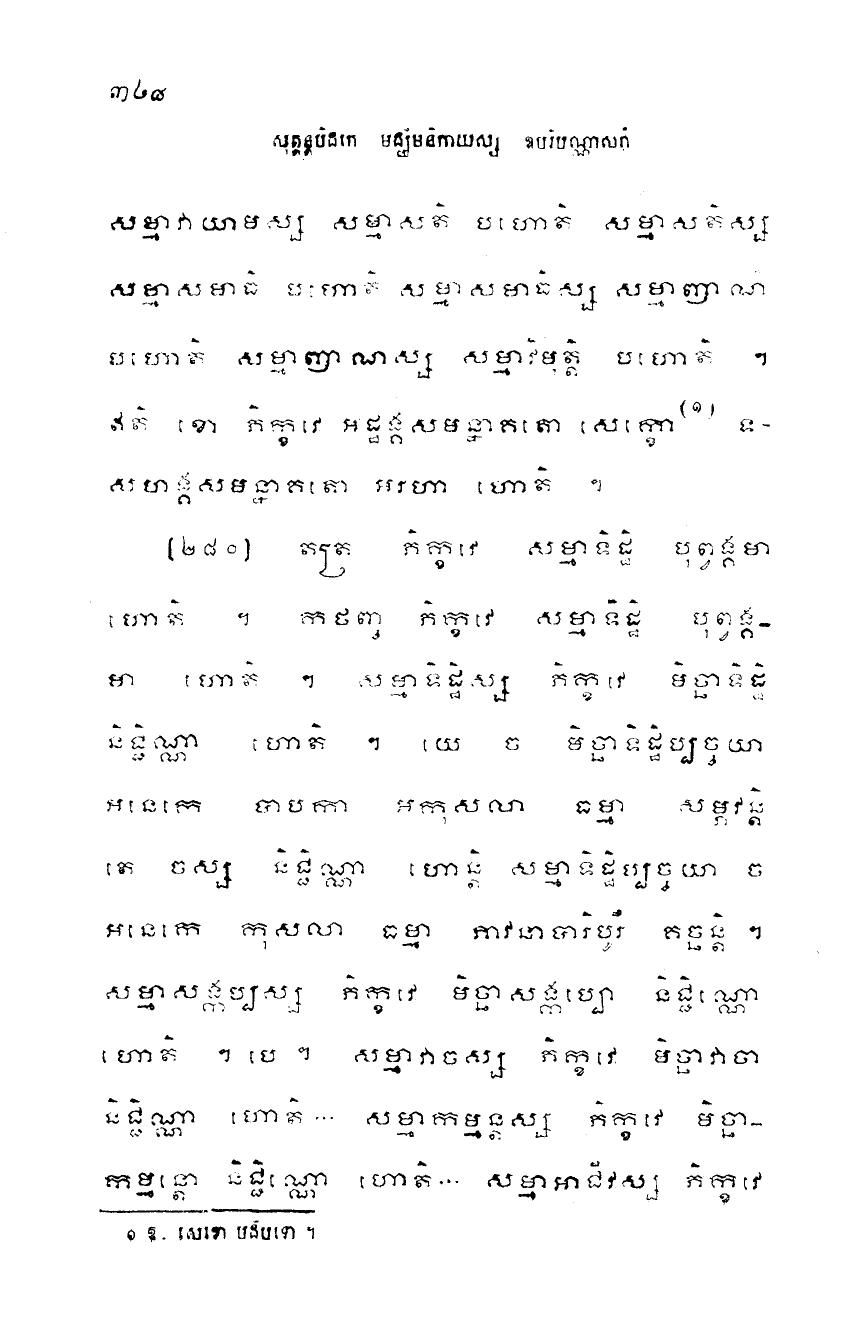 ៣៤៨
សុត្តន្តបិដកេ មជ្ឈិមនិកាយស្ស ឧបរិបណ្ណាសកំ
សម្មាវាយាមស្ស សម្មាសតិ បហោតិ សម្មាសតិស្ស
សម្មាសមាធិ បហោតិ សម្មាសមាធិស្ស សម្មាញាណំ
បហោតិ សម្មាញាណស្ស សម្មាវិមុត្តិ បហោតិ ។
ឥតិ ខោ ភិក្ខវេ អដ្ឋង្គសមន្នាគតោ សេក្ខោ(១) ទ-
សហង្គសមន្នាគតោ អរហា ហោតិ ។
(២៨០) តត្រ ភិក្ខវេ សម្មាទិដ្ឋិ បុព្វង្គមា
ហោតិ ។ កថញ្ច ភិក្ខវេ សម្មាទិដ្ឋិ បុព្វង្គ-
មា ហោតិ ។ សម្មាទិដ្ឋិស្ស ភិក្ខវេ មិច្ឆាទិដ្ឋិ
និជ្ជិណ្ណា ហោតិ ។ យេ ច មិច្ឆាទិដ្ឋិប្បច្ចយា
អនេកេ បាបកា អកុសលា ធម្មា សម្ភវន្តិ
តេ ចស្ស និជ្ជិណ្ណា ហោន្តិ សម្មាទិដ្ឋិប្បច្ចយា ច
អនេកេ កុសលា ធម្មា ភាវនាបារិបូរឹ គច្ឆន្តិ ។
សម្មាសង្កប្បស្ស ភិក្ខវេ មិច្ឆាសង្កប្បោ និជ្ជិណ្ណោ
ហោតិ ។ បេ ។ សម្មាវាចស្ស ភិក្ខវេ មិច្ឆាវាចា
និជ្ជិណ្ណា ហោតិ... សម្មាកម្មន្តស្ស ភិក្ខវេ មិច្ឆា-
កម្មន្តោ និជ្ជិណ្ណោ ហោតិ... សម្មាអាជីវស្ស ភិក្ខវេ
១ ឱ. សេខោ បដិបទោ ។